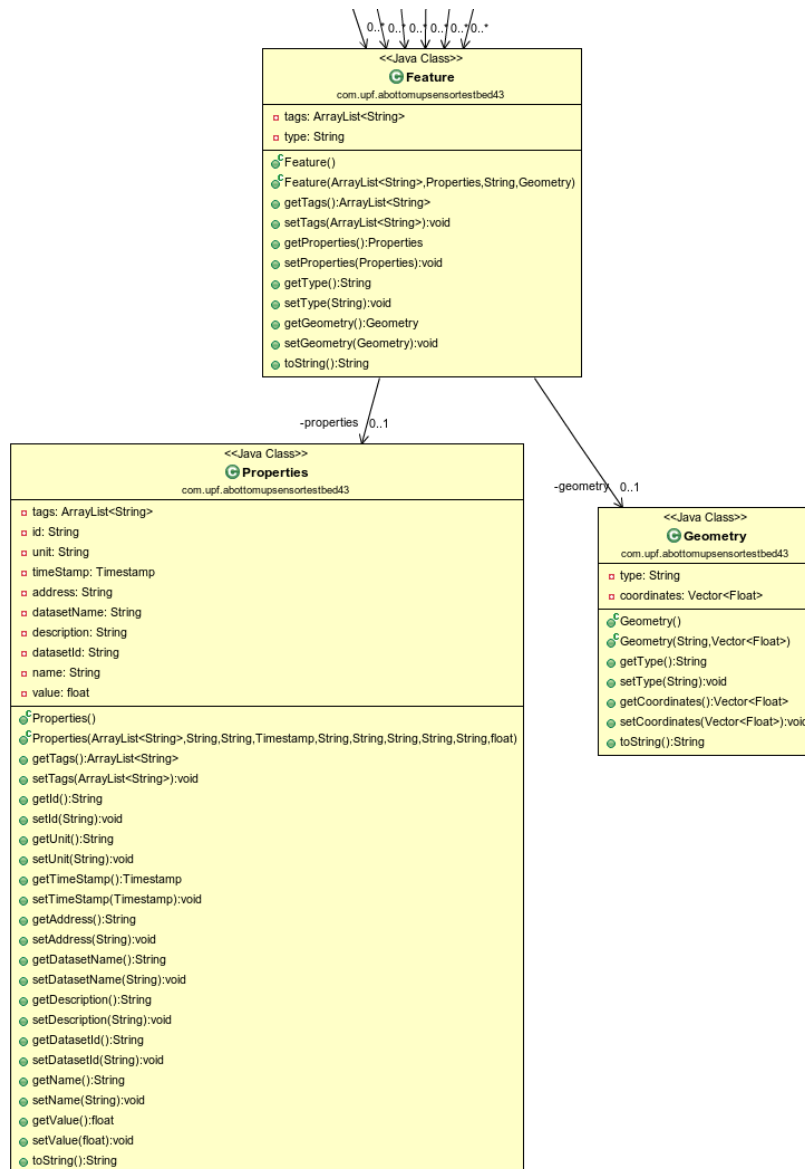 0..* 0..* 0..* 0..* 0..* 0..*
<<Java Class>>
Feature
com.upf.abottomupsensortestbed43
tags: ArrayList<String>
type: String
Feature()
Feature(ArrayList<String>,Properties,String,Geometry)
getTags():ArrayList<String>
setTags(ArrayList<String>):void
getProperties():Properties
setProperties(Properties):void
getType():String
setType(String):void
getGeometry():Geometry
setGeometry(Geometry):void
toString():String
-properties 0..1
<<Java Class>>
Properties
com.upf.abottomupsensortestbed43
tags: ArrayList<String>
id: String
unit: String
timeStamp: Timestamp
address: String
datasetName: String
description: String
datasetId: String
name: String
value: float
Properties()
Properties(ArrayList<String>,String,String,Timestamp,String,String,String,String,String,float)
getTags():ArrayList<String>
setTags(ArrayList<String>):void
getId():String
setId(String):void
getUnit():String
setUnit(String):void
getTimeStamp():Timestamp
setTimeStamp(Timestamp):void
getAddress():String
setAddress(String):void
getDatasetName():String
setDatasetName(String):void
getDescription():String
setDescription(String):void
getDatasetId():String
setDatasetId(String):void
getName():String
setName(String):void
getValue():float
setValue(float):void
toString():String
-geometry 0..1
<<Java Class>>
Geometry
com.upf.abottomupsensortestbed43
type: String
coordinates: Vector<Float>
Geometry()
Geometry(String,Vector<Float>)
getType():String
setType(String):void
getCoordinates():Vector<Float>
setCoordinates(Vector<Float>):void
toString():String